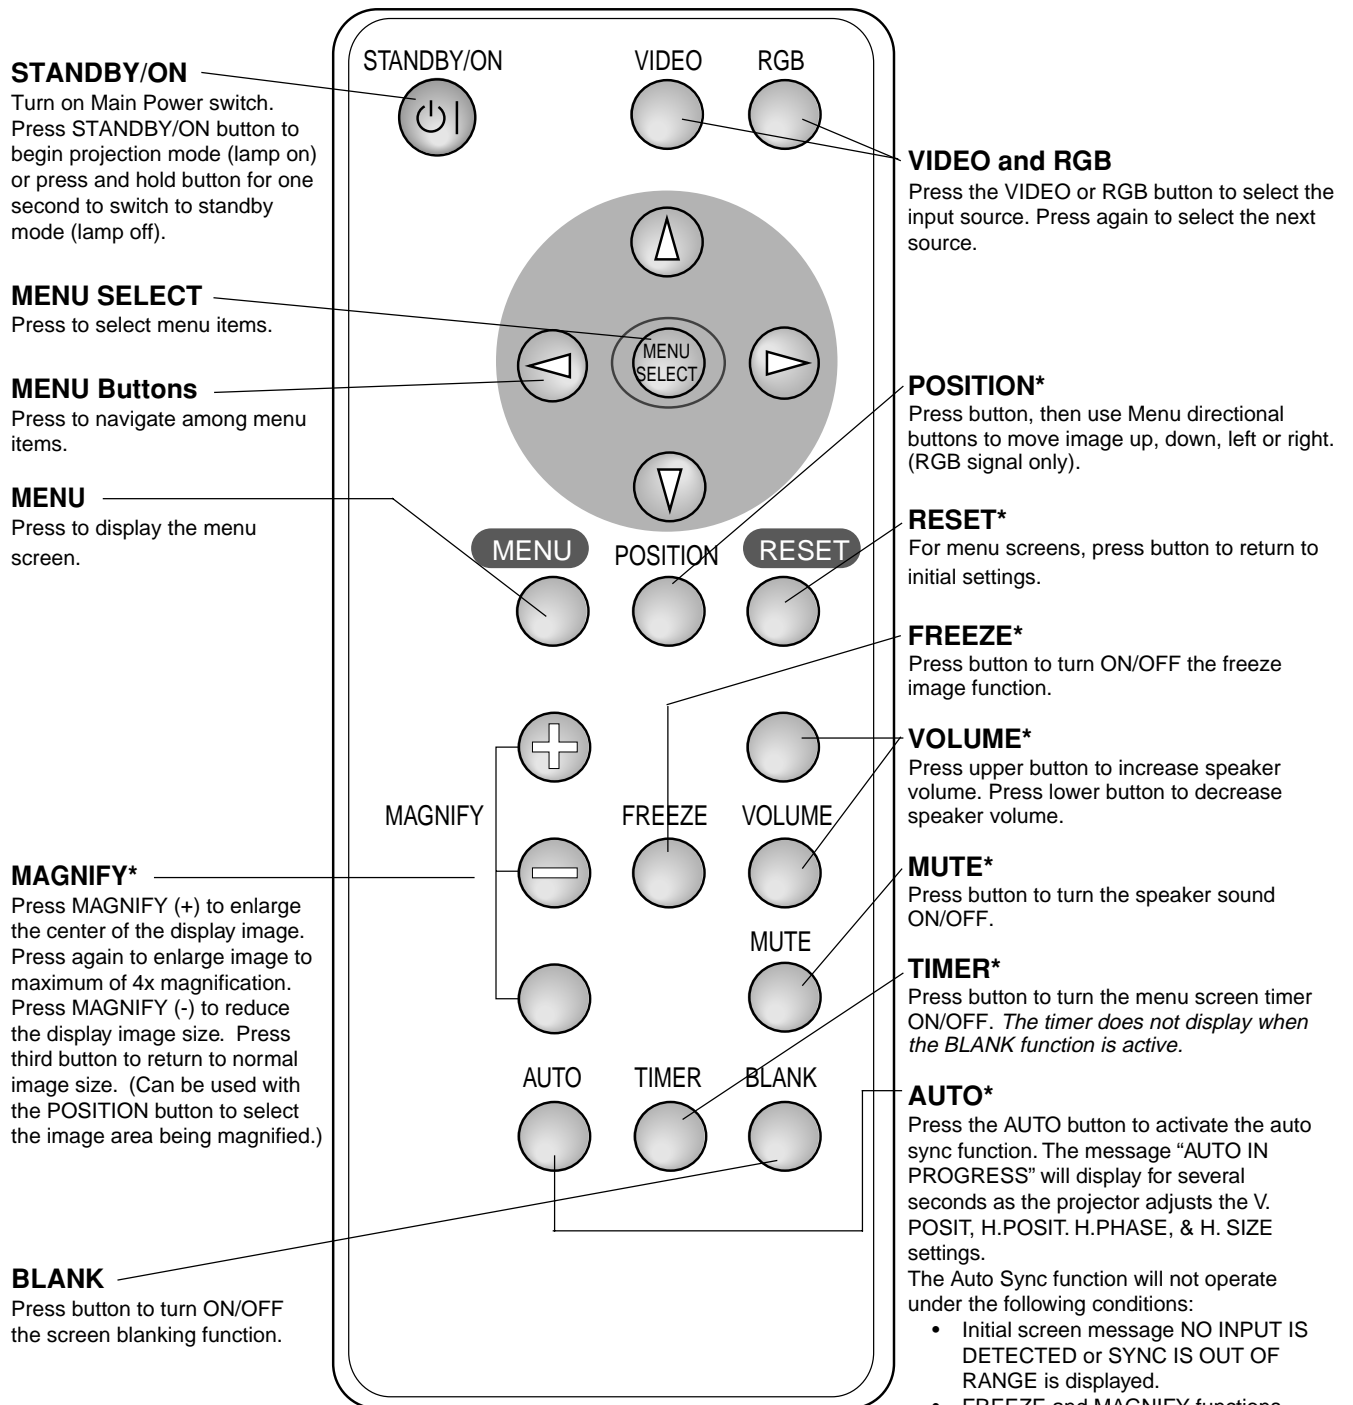 STANDBY/ON
Turn on Main Power switch.
Press STANDBY/ON button to
begin projection mode (lamp on)
or press and hold button for one
second to switch to standby
mode (lamp off).
MENU SELECT
Press to select menu items.
MENU Buttons
Press to navigate among menu
items.
MENU
Press to display the menu
screen.
MAGNIFY*
Press MAGNIFY (+) to enlarge
the center of the display image.
Press again to enlarge image to
maximum of 4x magnification.
Press MAGNIFY (-) to reduce
the display image size. Press
third button to return to normal
image size. (Can be used with
the POSITION button to select
the image area being magnified.)
BLANK
Press button to turn ON/OFF
the screen blanking function.
STANDBY/ON
VIDEO
RGB
MENU
SELECT
MENU
POSITION
RESET
MAGNIFY
FREEZE
VOLUME
MUTE
AUTO
TIMER
BLANK
VIDEO and RGB
Press the VIDEO or RGB button to select the
input source. Press again to select the next
source.
POSITION*
Press button, then use Menu directional
buttons to move image up, down, left or right.
(RGB signal only).
RESET*
For menu screens, press button to return to
initial settings.
FREEZE*
Press button to turn ON/OFF the freeze
image function.
VOLUME*
Press upper button to increase speaker
volume. Press lower button to decrease
speaker volume.
MUTE*
Press button to turn the speaker sound
ON/OFF.
TIMER*
Press button to turn the menu screen timer
ON/OFF. The timer does not display when
the BLANK function is active.
AUTO*
Press the AUTO button to activate the auto
sync function. The message “AUTO IN
PROGRESS” will display for several
seconds as the projector adjusts the V.
POSIT, H.POSIT. H.PHASE, & H. SIZE
settings.
The Auto Sync function will not operate
under the following conditions:
• Initial screen message NO INPUT IS
DETECTED or SYNC IS OUT OF
RANGE is displayed.
• FREEZE and MAGNIFY functions